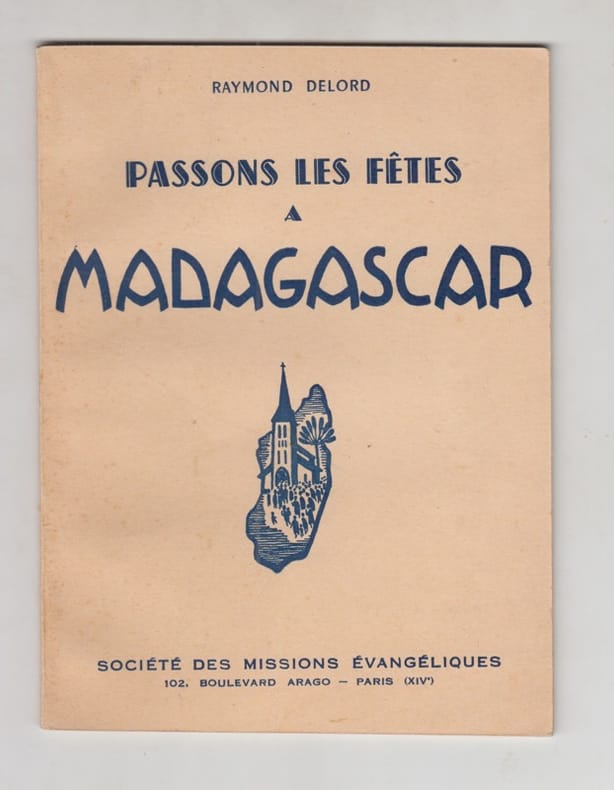 RAYMOND DELORD
PASSONS LES FÊTES
A
MADAGASCAR
SOCIÉTÉ DES MISSIONS ÉVANGÉLIQUES
102, BOULEVARD ARAGO — PARIS (XIVᵉ)